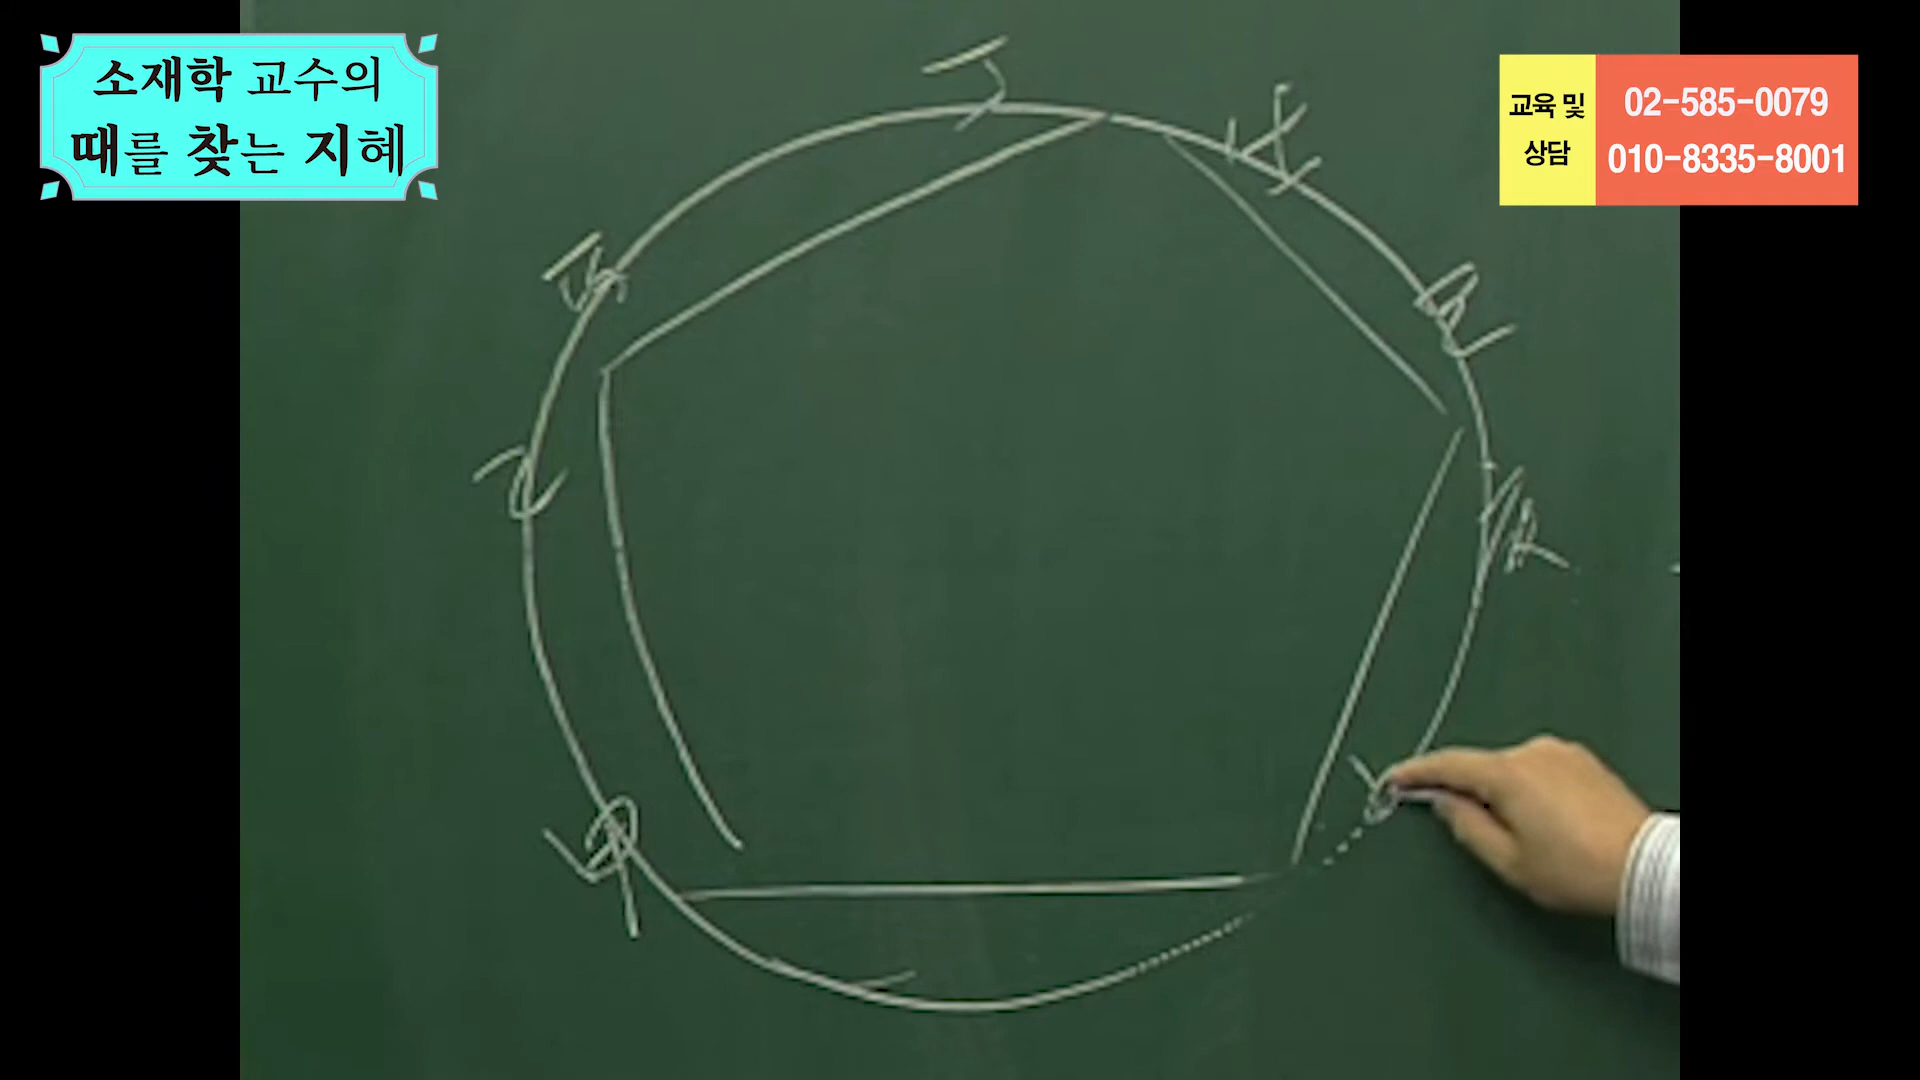 소재학 교수의
때를 찾는 지혜
교육 및
상담
02-585-0079
010-8335-8001
丁
戊
丙
己
乙
庚
甲